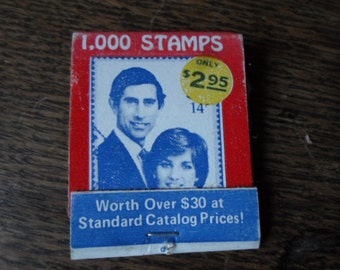 1,000 STAMPS
ONLY
$2.95
14
Worth Over $30 at
Standard Catalog Prices!